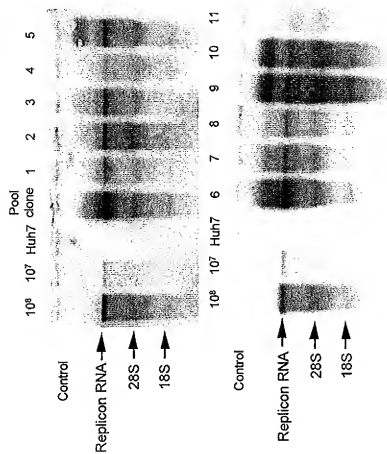 Pool
10⁸ 10⁷ Huh7 clone 1 2 3 4 5
Control
Replicon RNA
28S
18S
10⁸ 10⁷ Huh7 6 7 8 9 10 11
Control
Replicon RNA
28S
18S